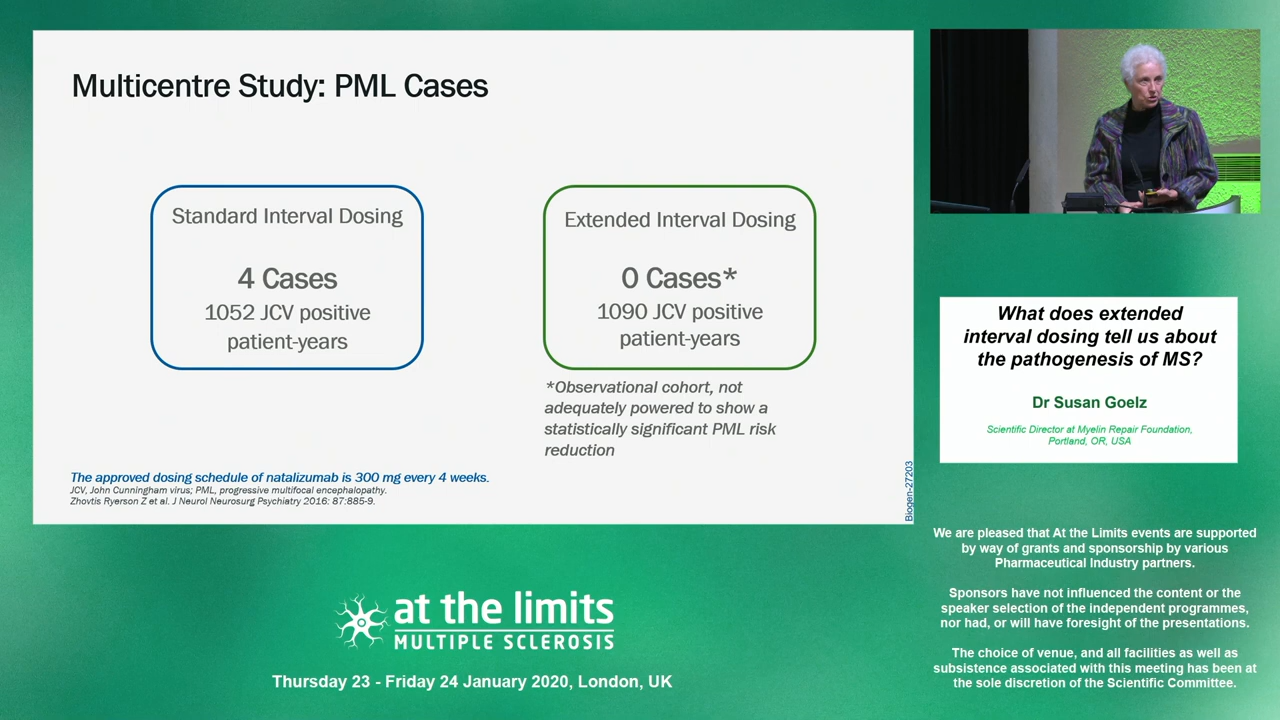 Multicentre Study: PML Cases
Standard Interval Dosing
4 Cases
1052 JCV positive
patient-years
Extended Interval Dosing
0 Cases*
1090 JCV positive
patient-years
*Observational cohort, not
adequately powered to show a
statistically significant PML risk
reduction
The approved dosing schedule of natalizumab is 300 mg every 4 weeks.
JCV, John Cunningham virus; PML, progressive multifocal encephalopathy.
Zhovtis Ryerson Z et al. J Neurol Neurosurg Psychiatry 2016: 87:885-9.
Biogen-27203
What does extended
interval dosing tell us about
the pathogenesis of MS?
Dr Susan Goelz
Scientific Director at Myelin Repair Foundation,
Portland, OR, USA
We are pleased that At the Limits events are supported
by way of grants and sponsorship by various
Pharmaceutical Industry partners.
Sponsors have not influenced the content or the
speaker selection of the independent programmes,
nor had, or will have foresight of the presentations.
The choice of venue, and all facilities as well as
subsistence associated with this meeting has been at
the sole discretion of the Scientific Committee.
at the limits
MULTIPLE SCLEROSIS
Thursday 23 - Friday 24 January 2020, London, UK